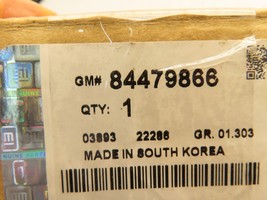 GM# 84479866
QTY: 1
03893 22286 GR. 01.303
MADE IN SOUTH KOREA